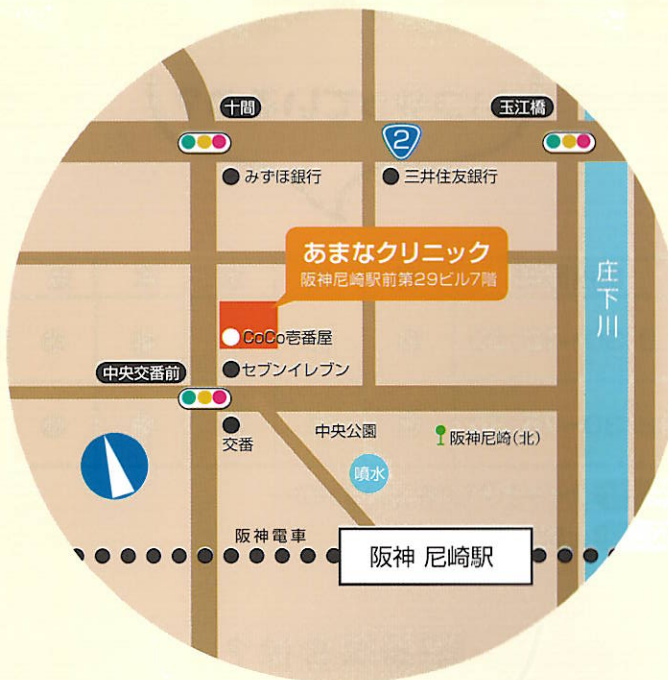 十間
玉江橋
2
みずほ銀行
三井住友銀行
あまなクリニック
阪神尼崎駅前第29ビル7階
庄下川
CoCo壱番屋
セブンイレブン
中央交番前
交番
中央公園
阪神尼崎(北)
噴水
阪神電車
阪神 尼崎駅